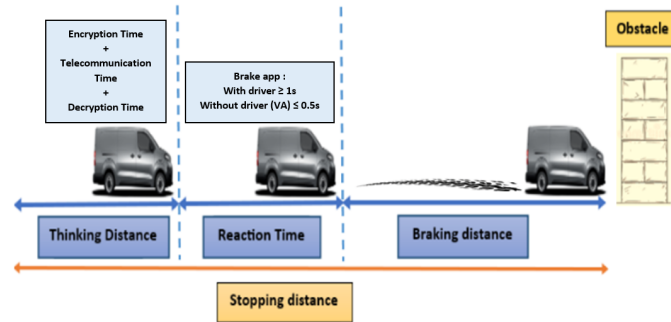 Encryption Time
+
Telecommunication
Time
+
Decryption Time
Brake app :
With driver ≥ 1s
Without driver (VA) ≤ 0.5s
Obstacle
Thinking Distance
Reaction Time
Braking distance
Stopping distance